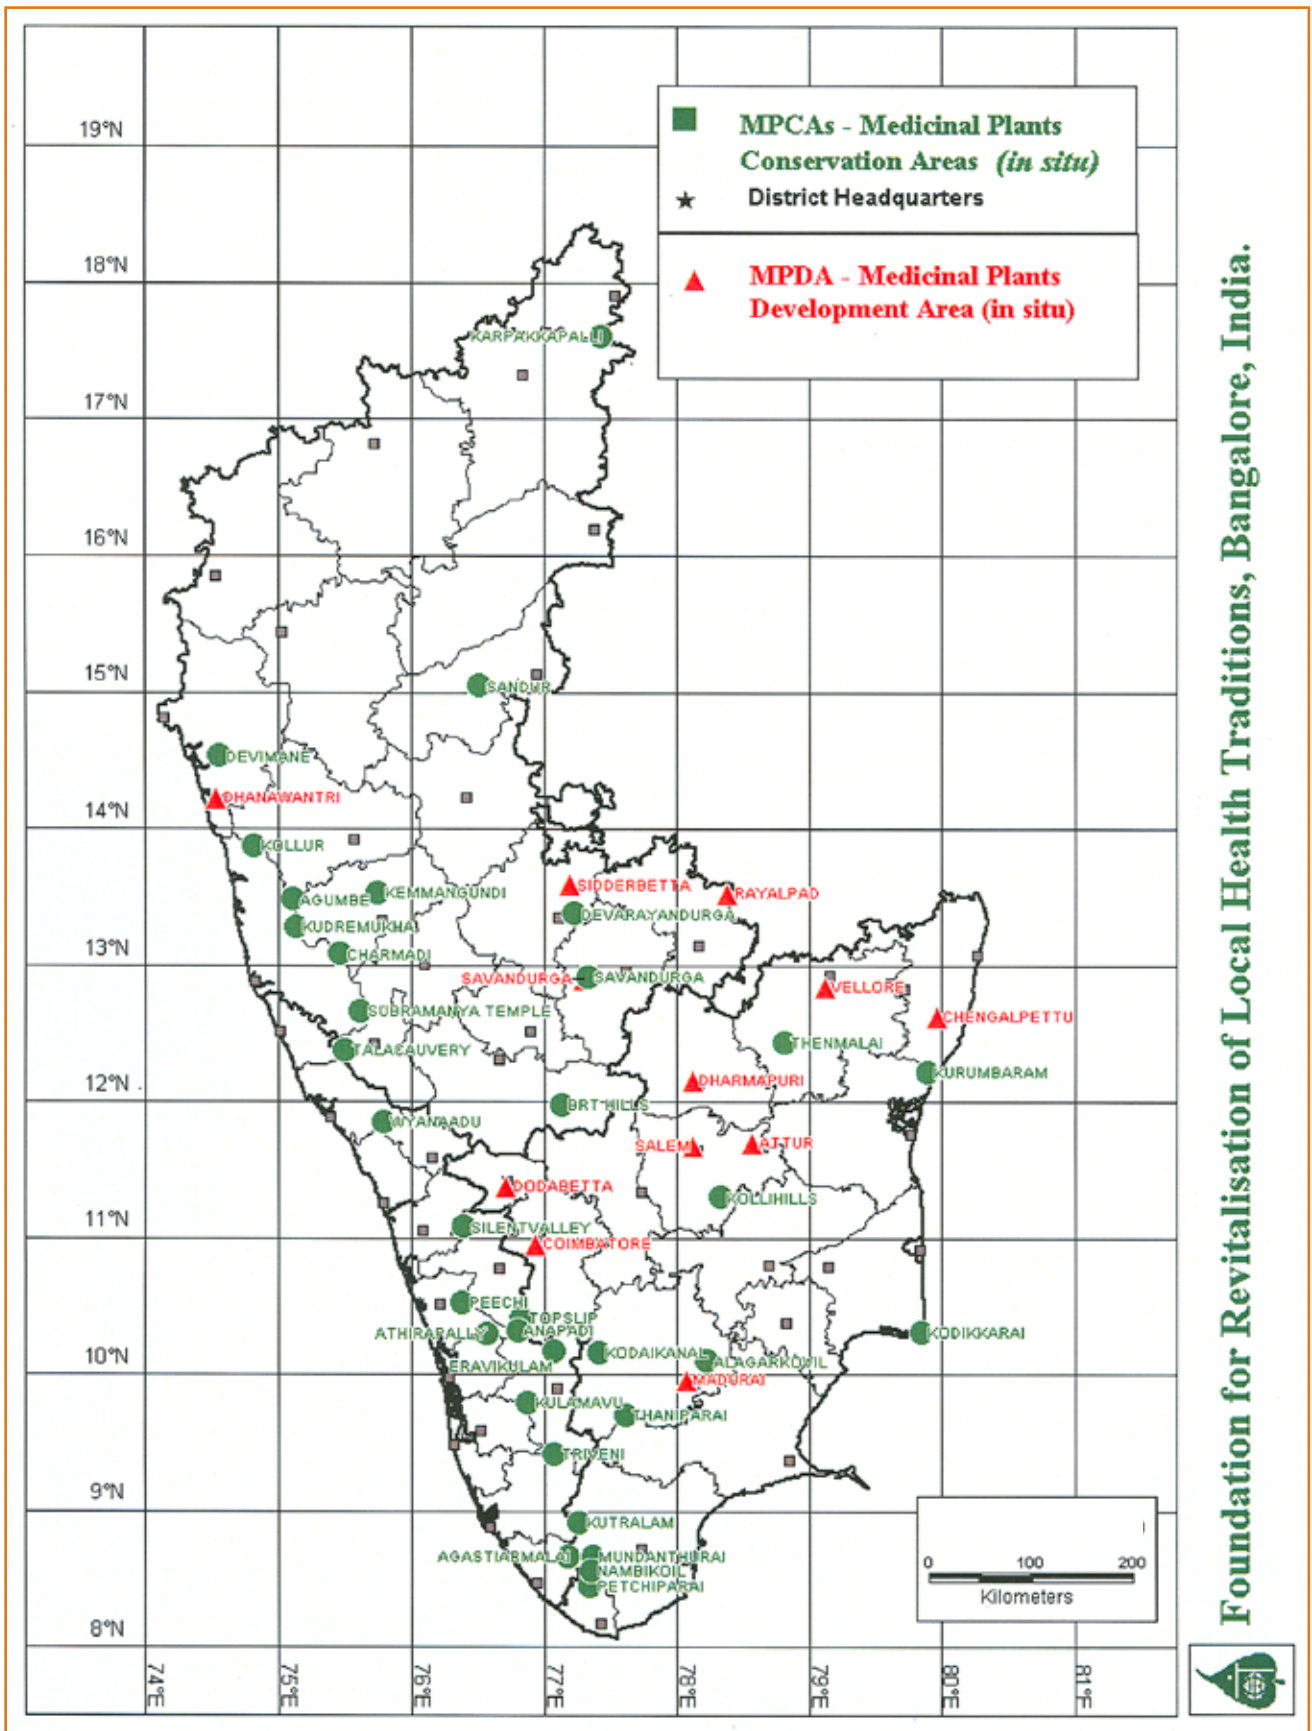 19°N
18°N
17°N
16°N
15°N
14°N
13°N
12°N
11°N
10°N
9°N
8°N
74°E
75°E
76°E
77°E
78°E
79°E
80°E
81°E
MPCAs - Medicinal Plants
Conservation Areas (in situ)
District Headquarters
MPDA - Medicinal Plants
Development Area (in situ)
KARPAKKAPALLI
SANDUR
DEVIMANE
DHANAWANTRI
KOLLUR
AGUMBE
KEMMANGUNDI
KUDREMUKHA
CHARMADI
SIDDERBETTA
RAYALPAD
DEVARAYANDURGA
SAVANDURGA
SAVANDURGA
VELLORE
SUBRAMANYA TEMPLE
CHENGALPETTU
TALACAUVERY
THENMALAI
KURUMBARAM
DHARMAPURI
BRT HILLS
WYANAADU
SALEM
ATTUR
DODABETTA
KOLLIHILLS
SILENTVALLEY
COIMBATORE
PEECHI
TOPSLIP
ATHIRAPALLY
ANAPADI
KODIKKARAI
ERAVIKULAM
KODAIKANAL
ALAGARKOVIL
MADURAI
KULAMAVU
THANIPARAI
TRIVENI
KUTRALAM
AGASTIARMALAI
MUNDANTHURAI
NAMBIKOIL
PETCHIPARAI
0 100 200
Kilometers
Foundation for Revitalisation of Local Health Traditions, Bangalore, India.